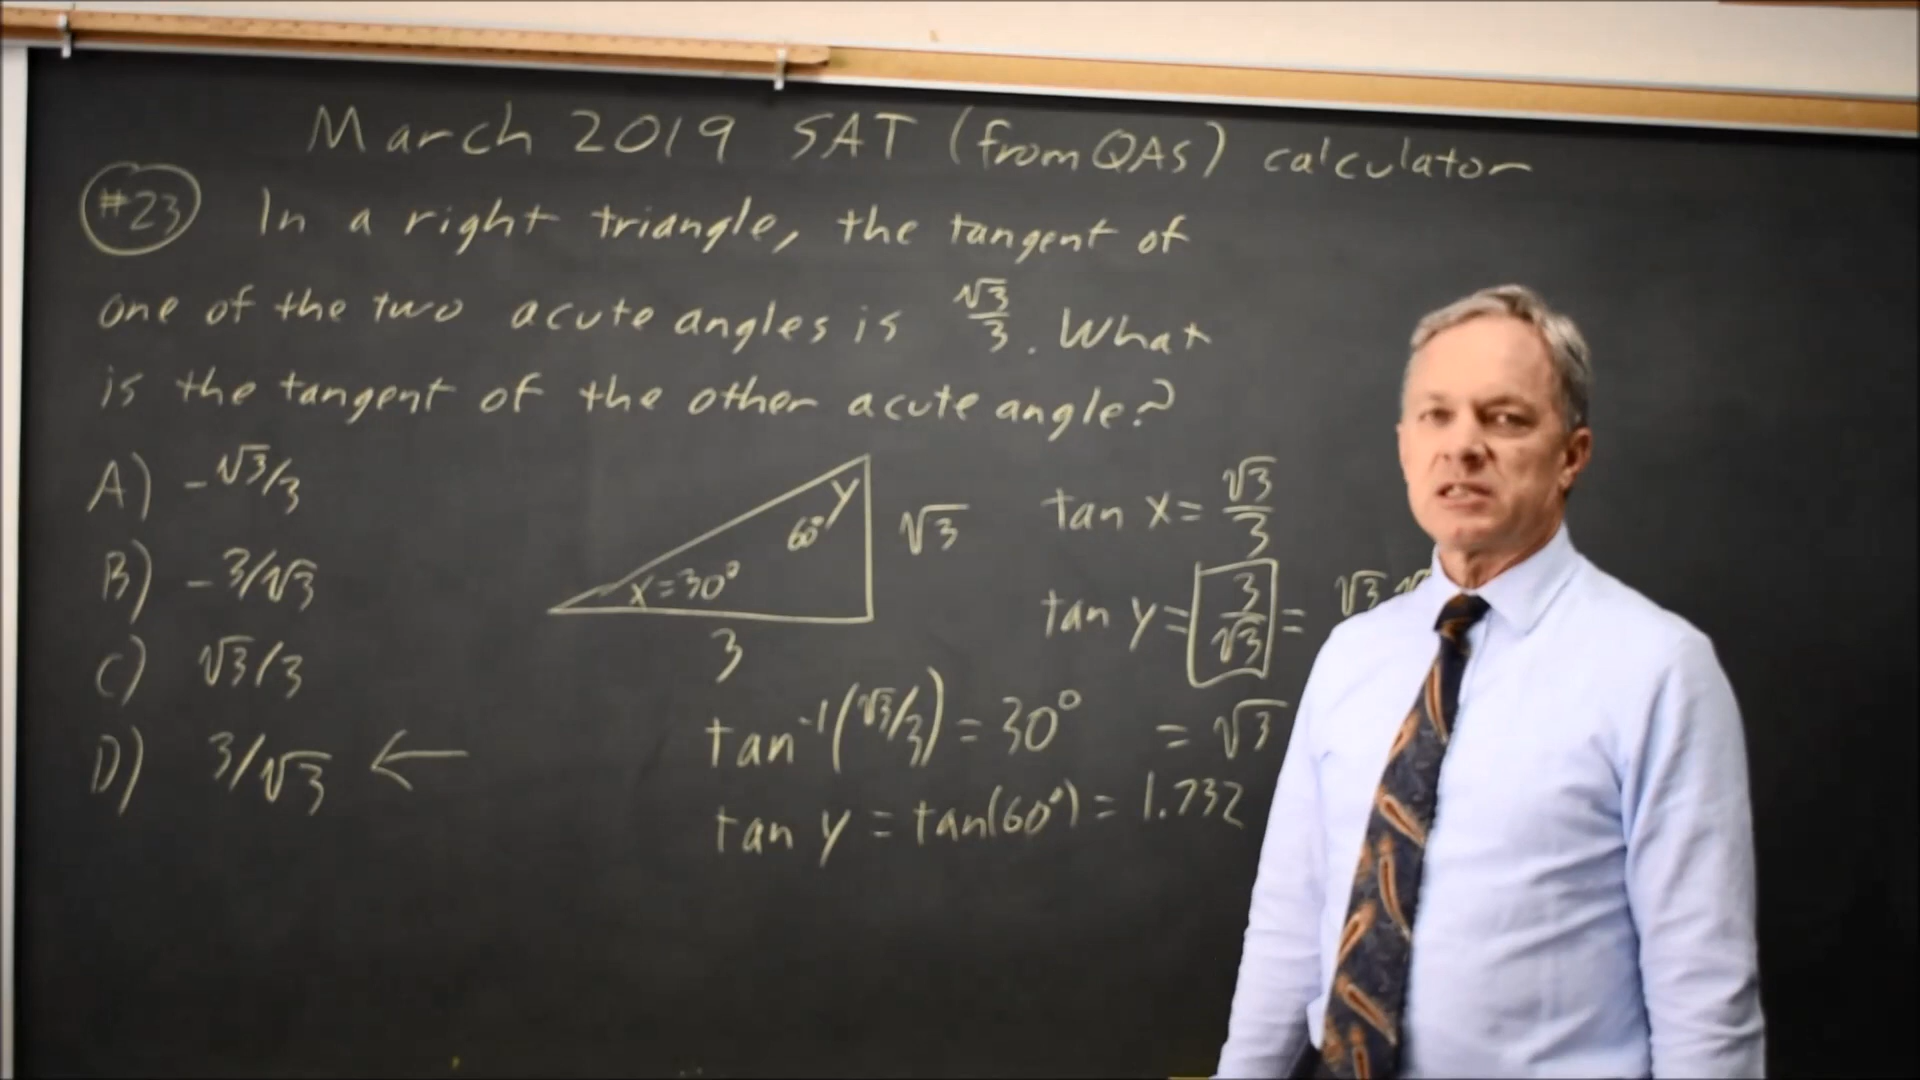 March 2019 SAT (from QAS) calculator
#23 In a right triangle, the tangent of
one of the two acute angles is √3/3. What
is the tangent of the other acute angle?
A) -√3/3
B) -3/√3
C) √3/3
D) 3/√3 ←
y
60°
x=30°
√3
3
tan x = √3/3
tan y = 3/√3 = √3 √
= √3
tan⁻¹(√3/3) = 30°
tan y = tan(60°) = 1.732